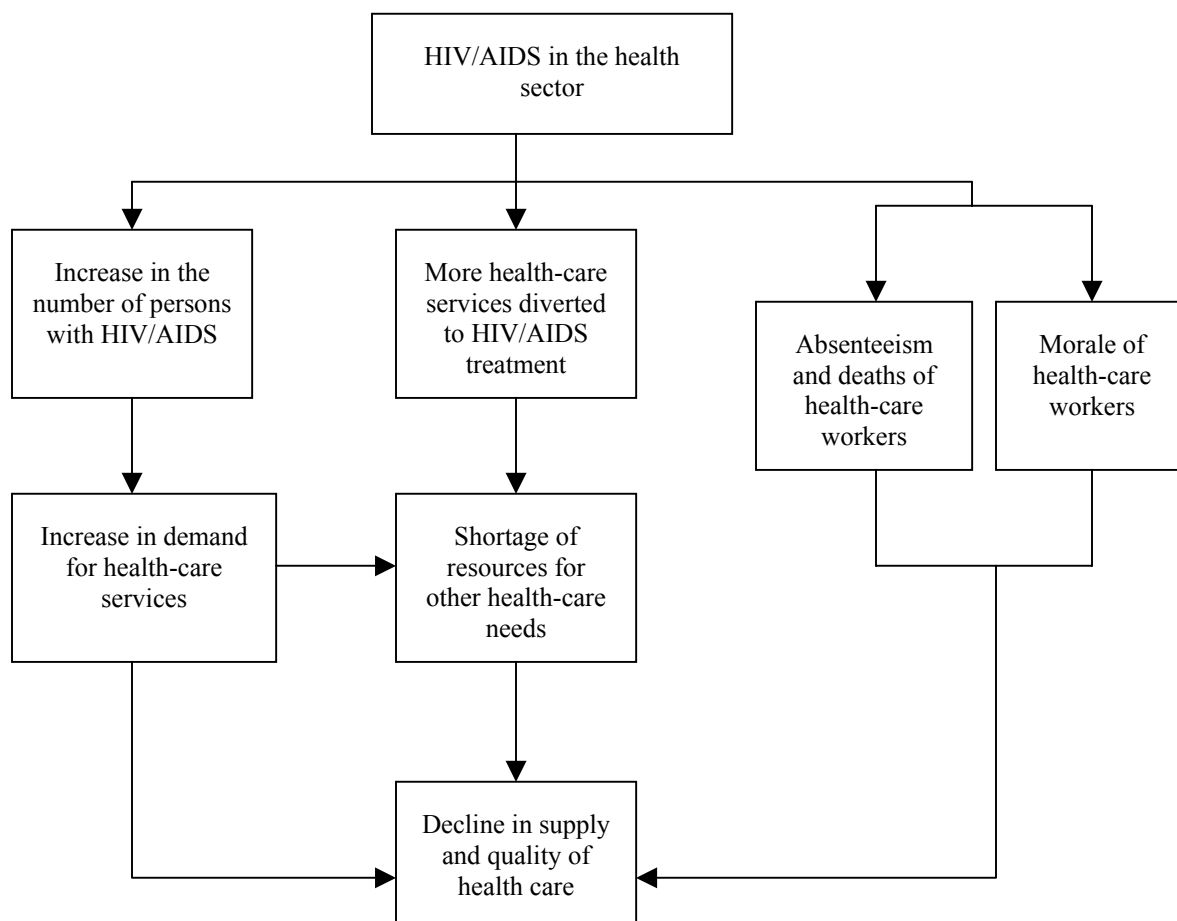 HIV/AIDS in the health
sector
Increase in the
number of persons
with HIV/AIDS
More health-care
services diverted
to HIV/AIDS
treatment
Absenteeism
and deaths of
health-care
workers
Morale of
health-care
workers
Increase in demand
for health-care
services
Shortage of
resources for
other health-care
needs
Decline in supply
and quality of
health care